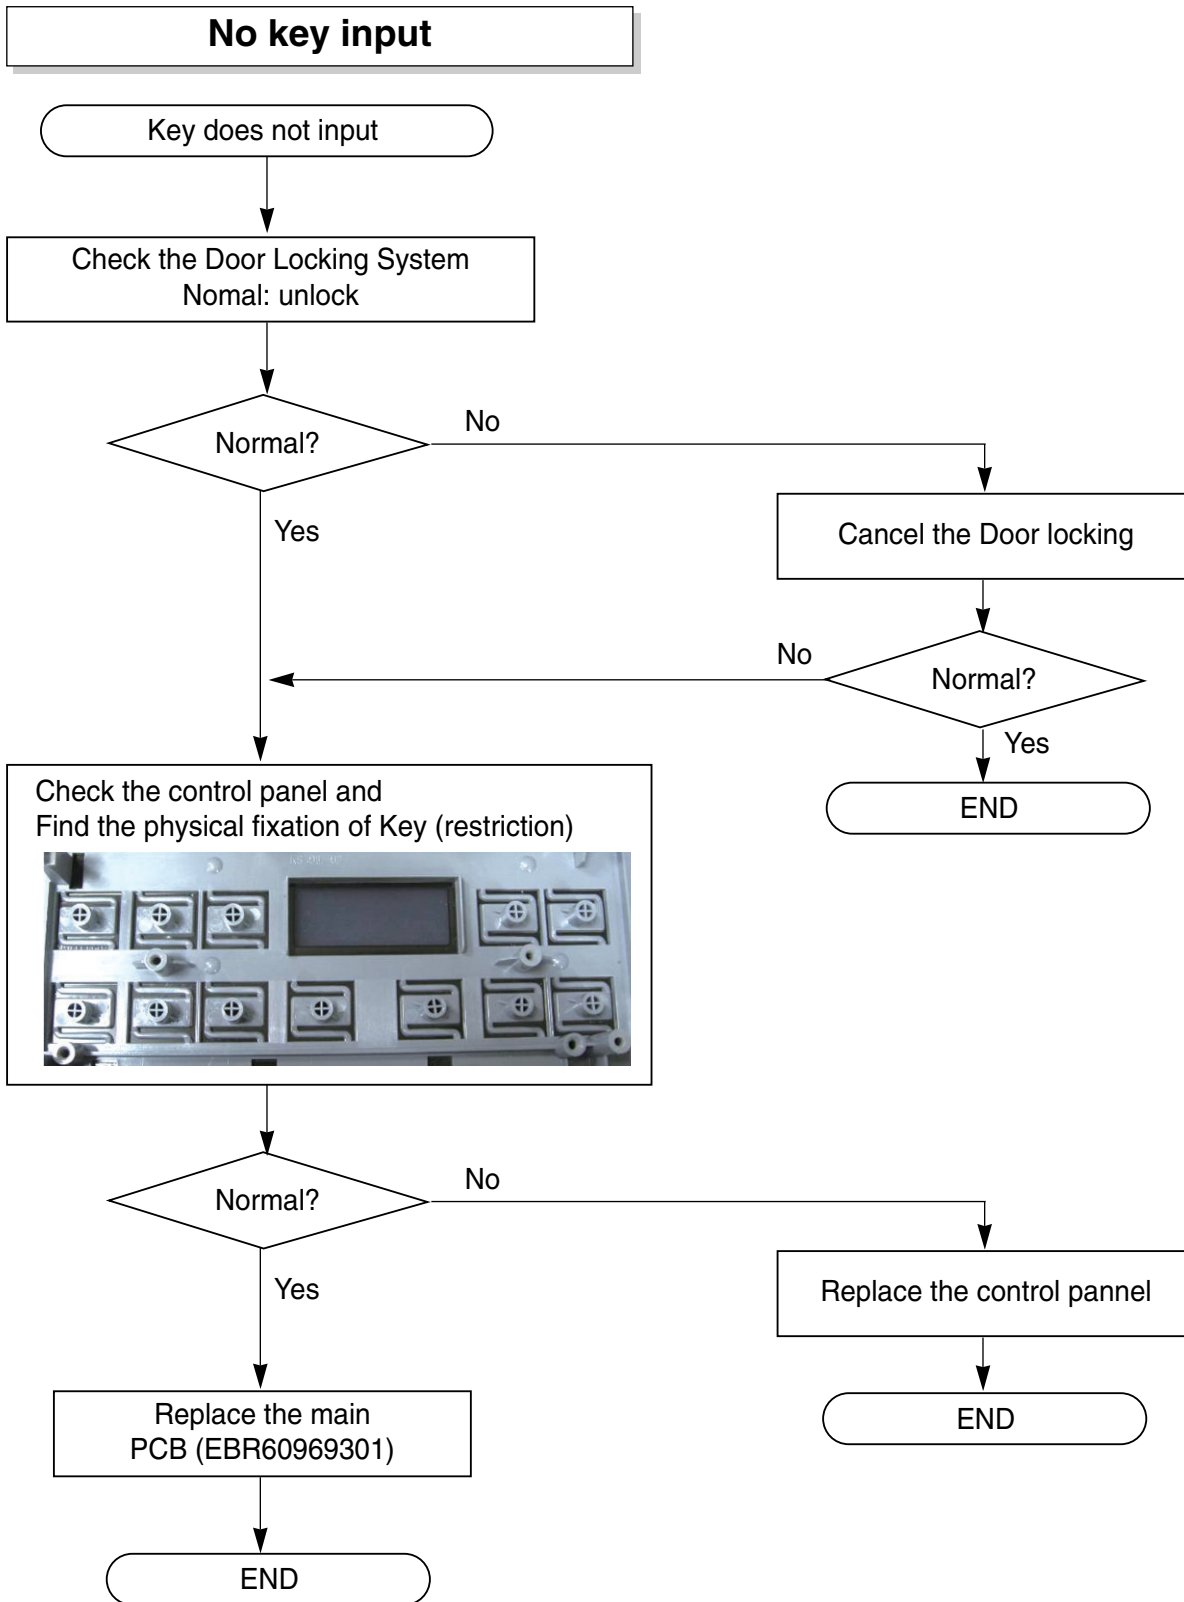 No key input
Key does not input
Check the Door Locking System
Nomal: unlock
Normal?
No
Yes
Cancel the Door locking
No
Normal?
Yes
END
Check the control panel and
Find the physical fixation of Key (restriction)
Normal?
No
Yes
Replace the control pannel
END
Replace the main
PCB (EBR60969301)
END